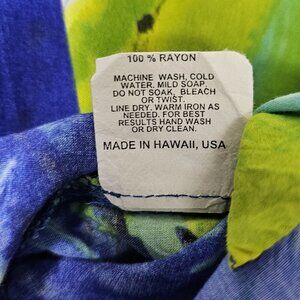 100 % RAYON
MACHINE WASH, COLD
WATER, MILD SOAP
DO NOT SOAK, BLEACH
OR TWIST.
LINE DRY. WARM IRON AS
NEEDED. FOR BEST
RESULTS HAND WASH
OR DRY CLEAN.
MADE IN HAWAII, USA